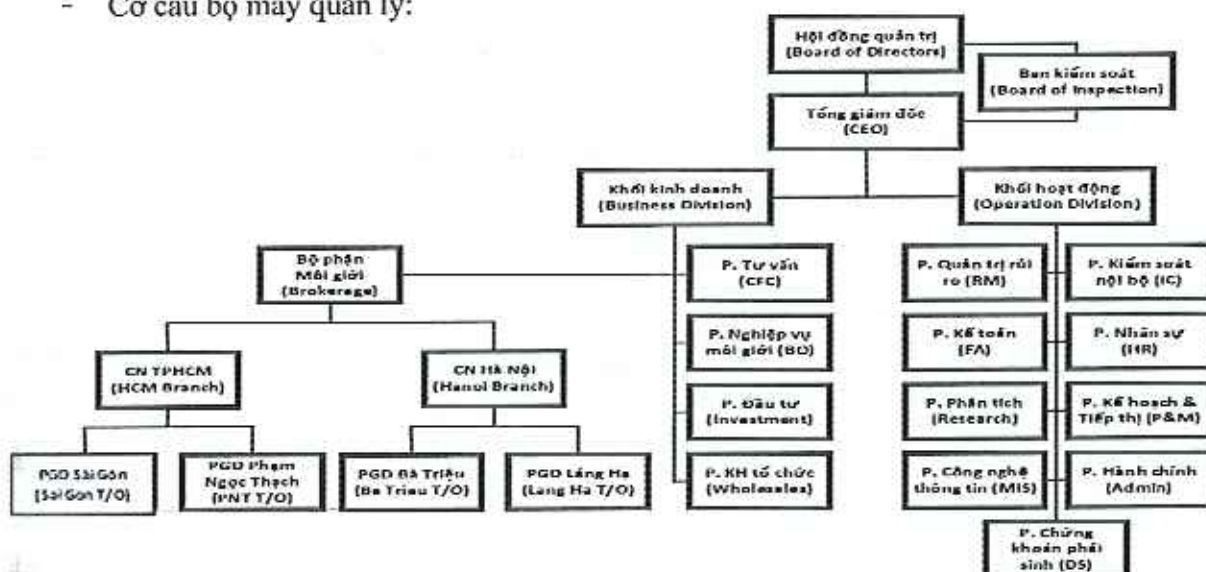 - Cơ cấu bộ máy quản lý:
Hội đồng quản trị
(Board of Directors)
Ban kiểm soát
(Board of Inspection)
Tổng giám đốc
(CEO)
Khối kinh doanh
(Business Division)
Khối hoạt động
(Operation Division)
Bộ phận
Môi giới
(Brokerage)
P. Tư vấn
(CFC)
P. Quản trị rủi
ro (RM)
P. Kiểm soát
nội bộ (IC)
CN TPHCM
(HCM Branch)
CN Hà Nội
(Hanoi Branch)
P. Nghiệp vụ
môi giới (BO)
P. Kế toán
(FA)
P. Nhân sự
(HR)
P. Đầu tư
(Investment)
P. Phân tích
(Research)
P. Kế hoạch &
Tiếp thị (P&M)
PGD Sài Gòn
(SaiGon T/O)
PGD Phạm
Ngọc Thạch
(PNT T/O)
PGD Bà Triệu
(Ba Trieu T/O)
PGD Láng Hạ
(Lang Ha T/O)
P. KH tổ chức
(Wholesales)
P. Công nghệ
thông tin (MIS)
P. Hành chính
(Admin)
P. Chứng
khoán phái
sinh (DS)